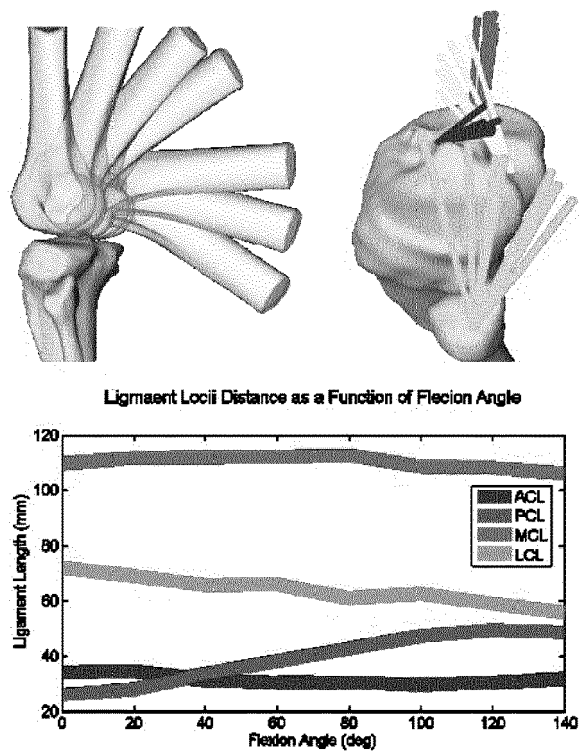 Ligmaent Locii Distance as a Function of Flecion Angle
120
100
80
60
40
20
Ligament Length (mm)
ACL
PCL
MCL
LCL
0 20 40 60 80 100 120 140
Flexion Angle (deg)